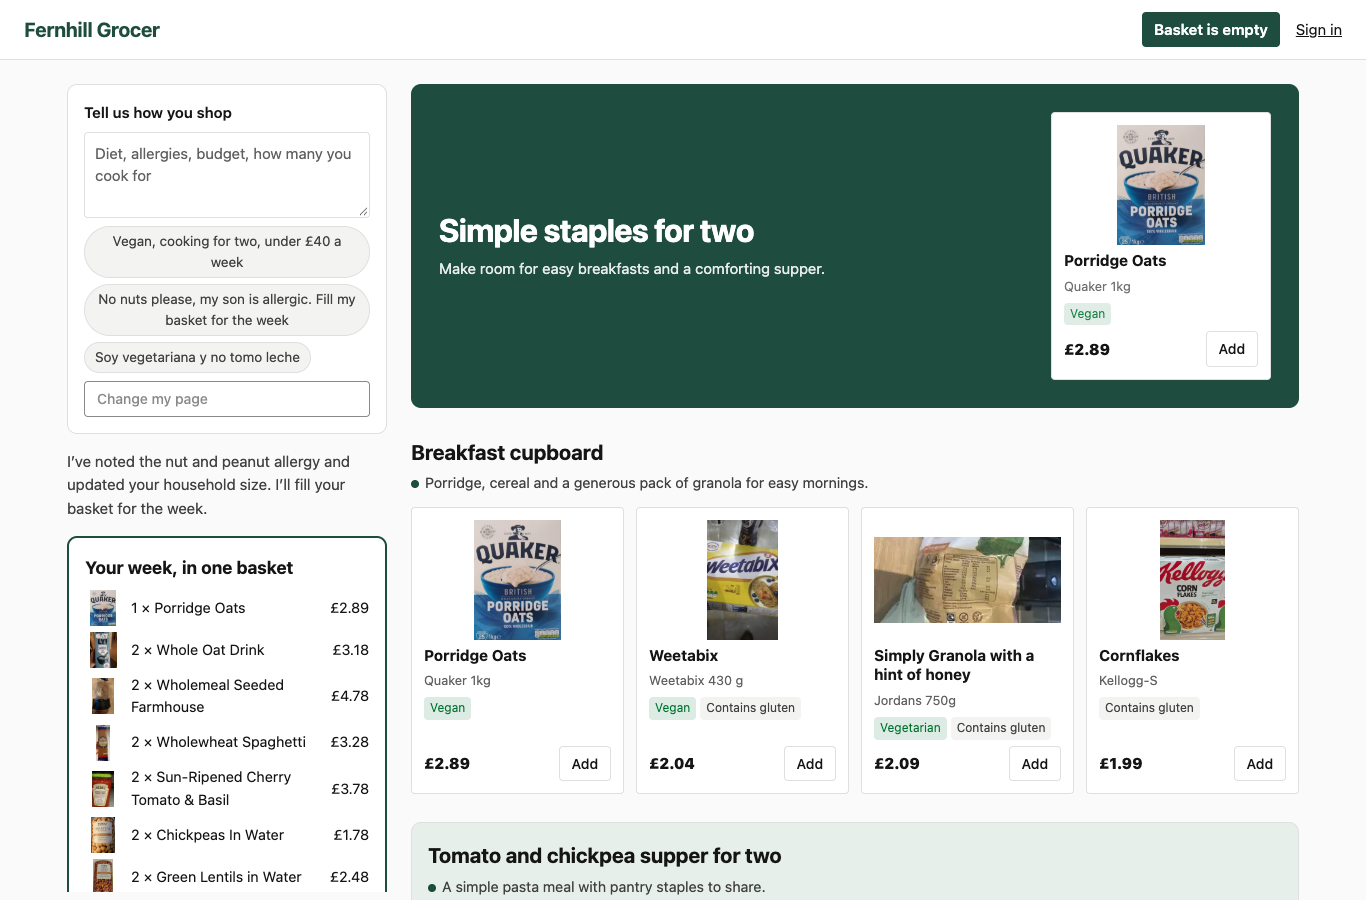 Fernhill Grocer
Basket is empty
Sign in
Tell us how you shop
Diet, allergies, budget, how many you
cook for
Vegan, cooking for two, under £40 a
week
No nuts please, my son is allergic. Fill my
basket for the week
Soy vegetariana y no tomo leche
Change my page
I've noted the nut and peanut allergy and
updated your household size. I'll fill your
basket for the week.
Your week, in one basket
1 × Porridge Oats £2.89
2 × Whole Oat Drink £3.18
2 × Wholemeal Seeded
Farmhouse £4.78
2 × Wholewheat Spaghetti £3.28
2 × Sun-Ripened Cherry
Tomato & Basil £3.78
2 × Chickpeas In Water £1.78
2 × Green Lentils in Water £2.48
Simple staples for two
Make room for easy breakfasts and a comforting supper.
QUAKER
BRITISH
PORRIDGE
OATS
Porridge Oats
Quaker 1kg
Vegan
£2.89
Add
Breakfast cupboard
Porridge, cereal and a generous pack of granola for easy mornings.
QUAKER
BRITISH
PORRIDGE
OATS
Porridge Oats
Quaker 1kg
Vegan
£2.89
Add
Weetabix
Weetabix
Weetabix 430 g
Vegan
Contains gluten
£2.04
Add
Simply Granola with a
hint of honey
Jordans 750g
Vegetarian
Contains gluten
£2.09
Add
Kellogg
CORN
FLAKES
Cornflakes
Kellogg-S
Contains gluten
£1.99
Add
Tomato and chickpea supper for two
A simple pasta meal with pantry staples to share.